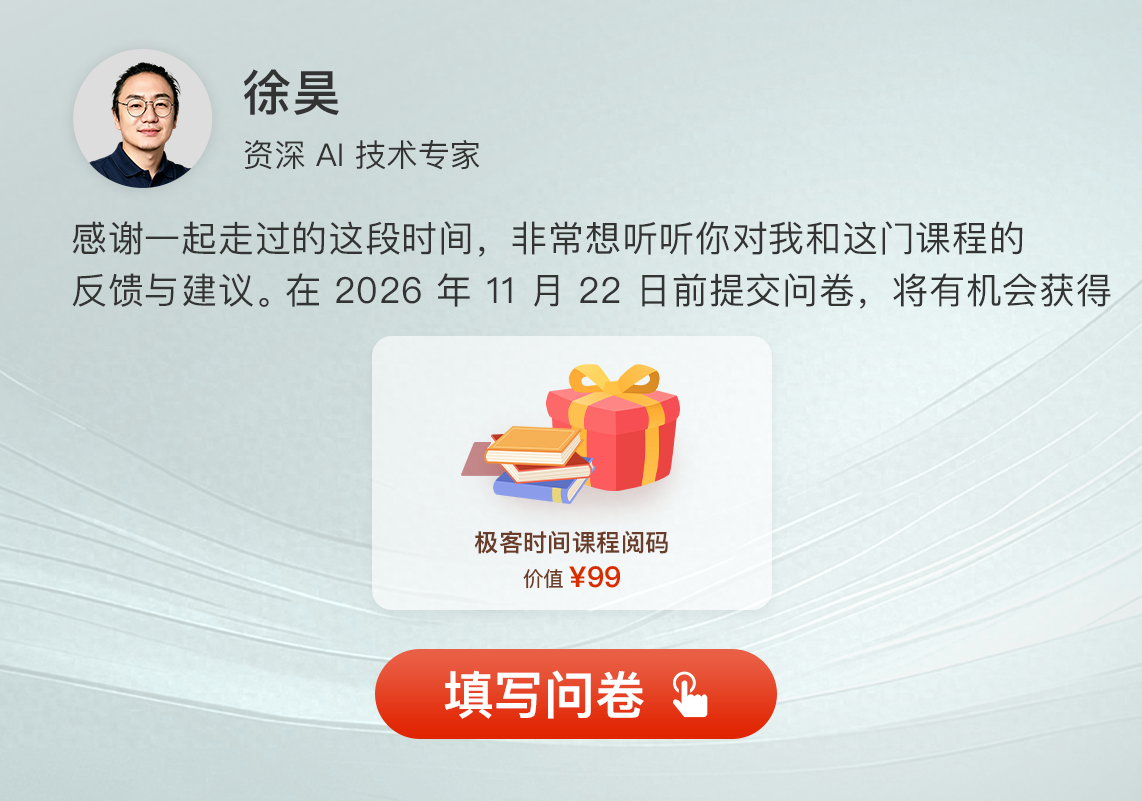 徐昊
资深 AI 技术专家
感谢一起走过的这段时间，非常想听听你对我和这门课程的
反馈与建议。在 2026 年 11 月 22 日前提交问卷，将有机会获得
极客时间课程阅码
价值 ¥99
填写问卷